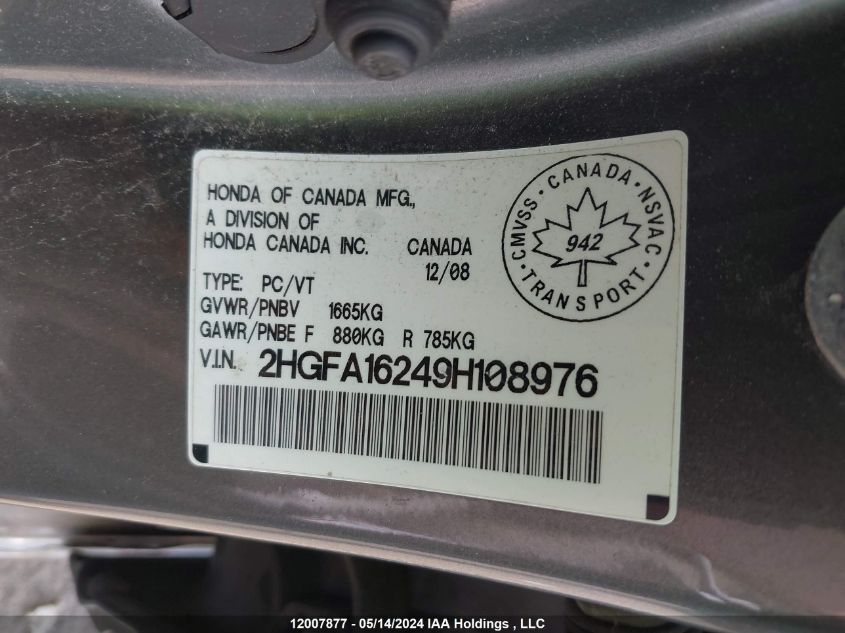 HONDA OF CANADA MFG.,
A DIVISION OF
HONDA CANADA INC. CANADA
12/08
TYPE: PC/VT
GVWR/PNBV 1665KG
GAWR/PNBE F 880KG R 785KG
V.I.N. 2HGFA16249H108976
CMVSS · CANADA · NSVAC
942
· TRANSPORT ·
12007877 - 05/14/2024 IAA Holdings , LLC